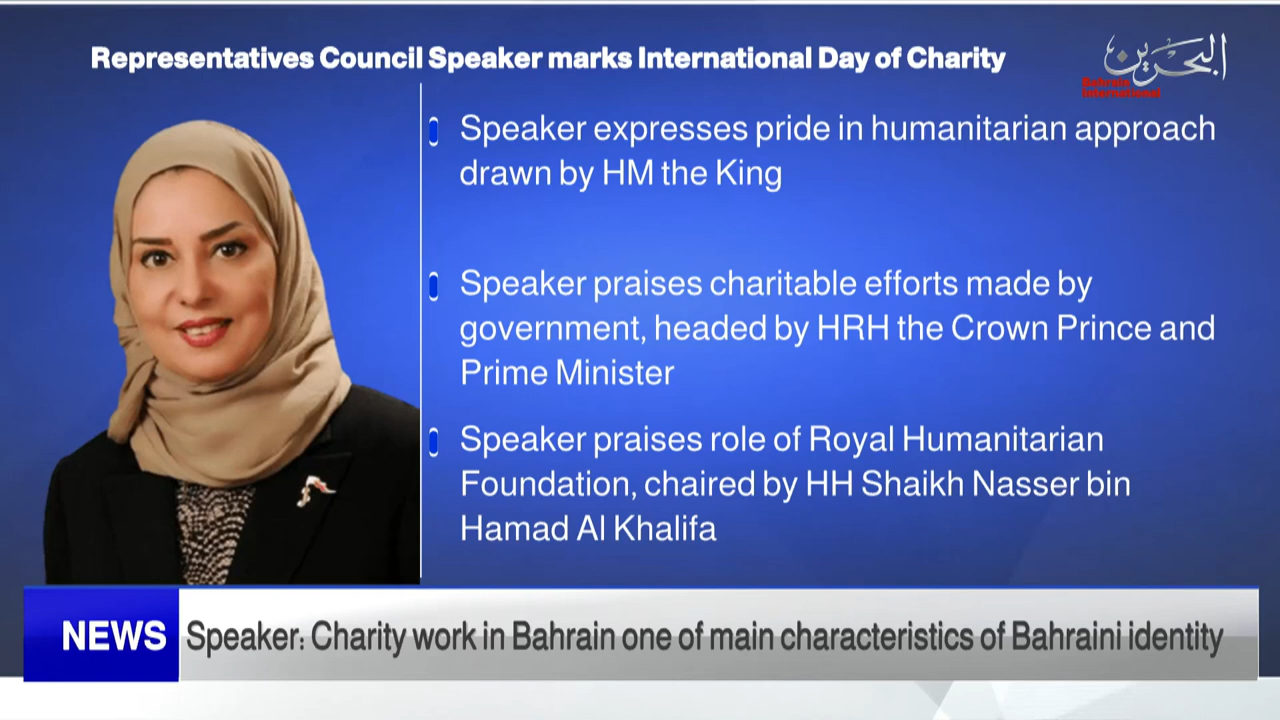 Representatives Council Speaker marks International Day of Charity
البحرين
Bahrain
International
Speaker expresses pride in humanitarian approach
drawn by HM the King
Speaker praises charitable efforts made by
government, headed by HRH the Crown Prince and
Prime Minister
Speaker praises role of Royal Humanitarian
Foundation, chaired by HH Shaikh Nasser bin
Hamad Al Khalifa
NEWS
Speaker: Charity work in Bahrain one of main characteristics of Bahraini identity